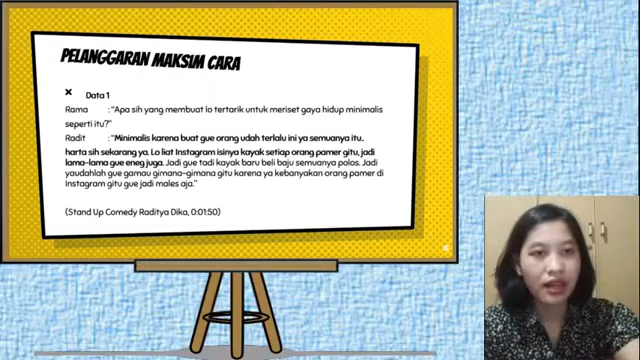 PELANGGARAN MAKSIM CARA
× Data 1
Rama : "Apa sih yang membuat lo tertarik untuk meriset gaya hidup minimalis
seperti itu?"
Radit : "Minimalis karena buat gue orang udah terlalu ini ya semuanya itu..
harta sih sekarang ya. Lo liat Instagram isinya kayak setiap orang pamer gitu, jadi
lama-lama gue eneg juga. Jadi gue tadi kayak baru beli baju semuanya polos. Jadi
yaudahlah gue gamau gimana-gimana gitu karena ya kebanyakan orang pamer di
Instagram gitu gue jadi males aja."
(Stand Up Comedy Raditya Dika, 0:01:50)